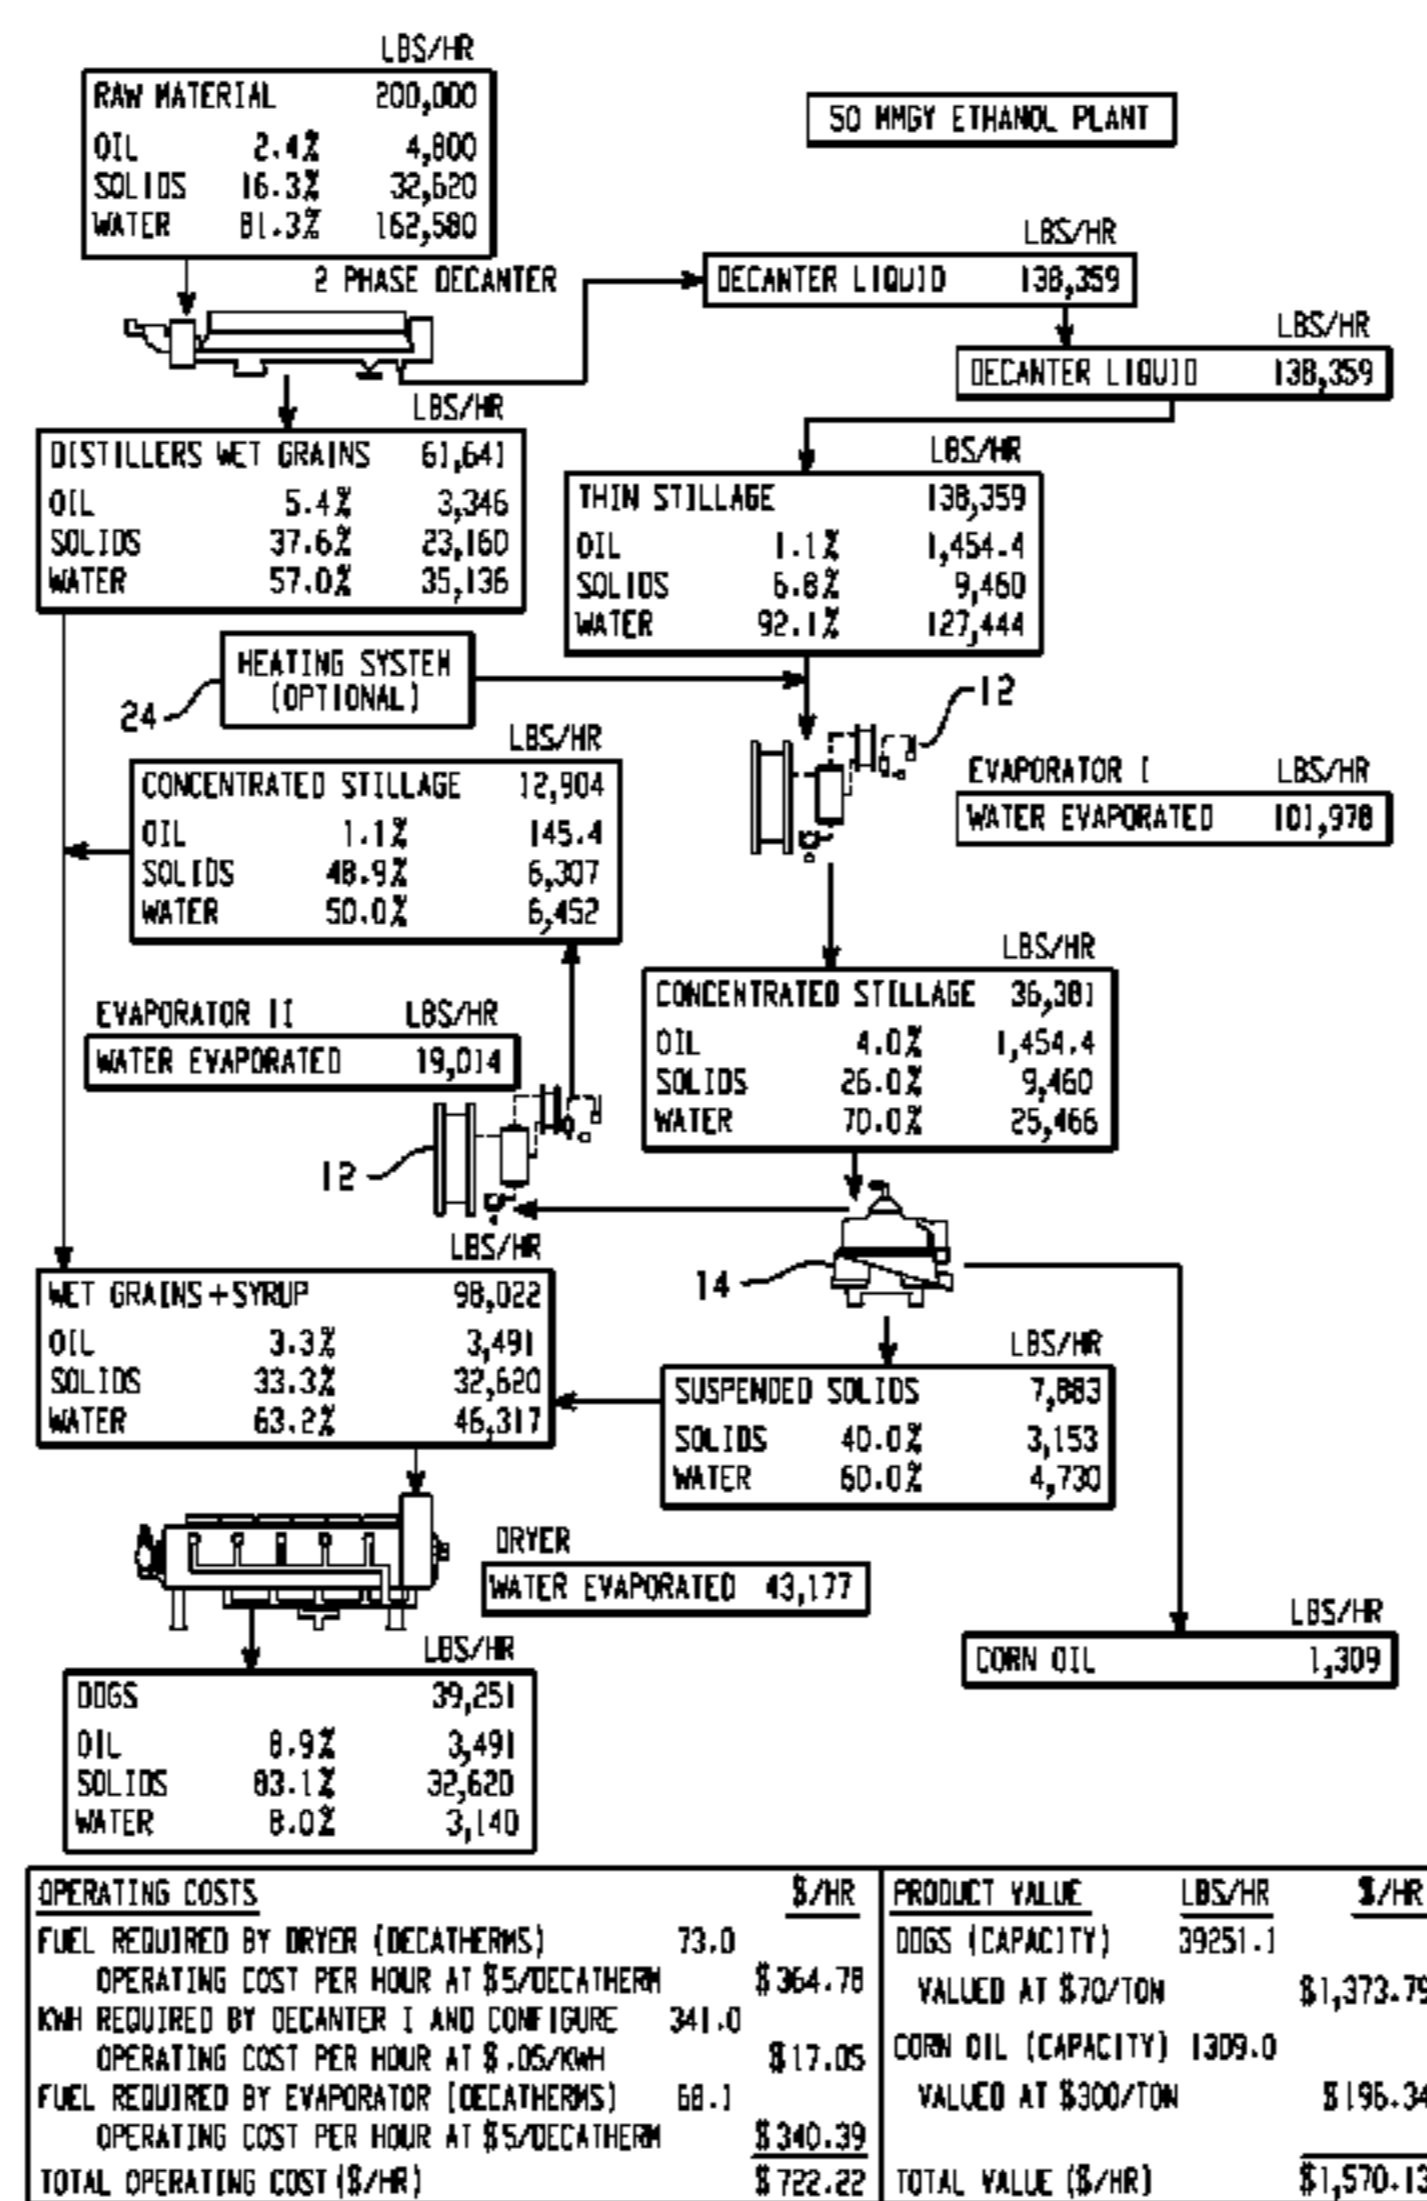 LBS/HR
RAW MATERIAL 200,000
OIL 2.4% 4,800
SOLIDS 16.3% 32,620
WATER 81.3% 162,580
50 MMGY ETHANOL PLANT
2 PHASE DECANTER
LBS/HR
DECANTER LIQUID 138,359
LBS/HR
DECANTER LIQUID 138,359
LBS/HR
DISTILLERS WET GRAINS 61,641
OIL 5.4% 3,346
SOLIDS 37.6% 23,160
WATER 57.0% 35,136
LBS/HR
THIN STILLAGE 138,359
OIL 1.1% 1,454.4
SOLIDS 6.8% 9,460
WATER 92.1% 127,444
HEATING SYSTEM
(OPTIONAL)
24
12
EVAPORATOR I LBS/HR
WATER EVAPORATED 101,978
LBS/HR
CONCENTRATED STILLAGE 12,904
OIL 1.1% 145.4
SOLIDS 48.9% 6,307
WATER 50.0% 6,452
LBS/HR
CONCENTRATED STILLAGE 36,381
OIL 4.0% 1,454.4
SOLIDS 26.0% 9,460
WATER 70.0% 25,466
EVAPORATOR II LBS/HR
WATER EVAPORATED 19,014
12
14
LBS/HR
WET GRAINS+SYRUP 98,022
OIL 3.3% 3,491
SOLIDS 33.3% 32,620
WATER 63.2% 46,317
LBS/HR
SUSPENDED SOLIDS 7,883
SOLIDS 40.0% 3,153
WATER 60.0% 4,730
DRYER
WATER EVAPORATED 43,177
LBS/HR
CORN OIL 1,309
LBS/HR
DDGS 39,251
OIL 8.9% 3,491
SOLIDS 83.1% 32,620
WATER 8.0% 3,140
OPERATING COSTS $/HR
FUEL REQUIRED BY DRYER (DECATHERMS) 73.0
OPERATING COST PER HOUR AT $5/DECATHERM $364.78
KWH REQUIRED BY DECANTER I AND CONFIGURE 341.0
OPERATING COST PER HOUR AT $.05/KWH $17.05
FUEL REQUIRED BY EVAPORATOR (DECATHERMS) 68.1
OPERATING COST PER HOUR AT $5/DECATHERM $340.39
TOTAL OPERATING COST($/HR) $722.22
PRODUCT VALUE LBS/HR $/HR
DDGS (CAPACITY) 39251.1
VALUED AT $70/TON $1,373.79
CORN OIL (CAPACITY) 1309.0
VALUED AT $300/TON $196.34
TOTAL VALUE ($/HR) $1,570.13